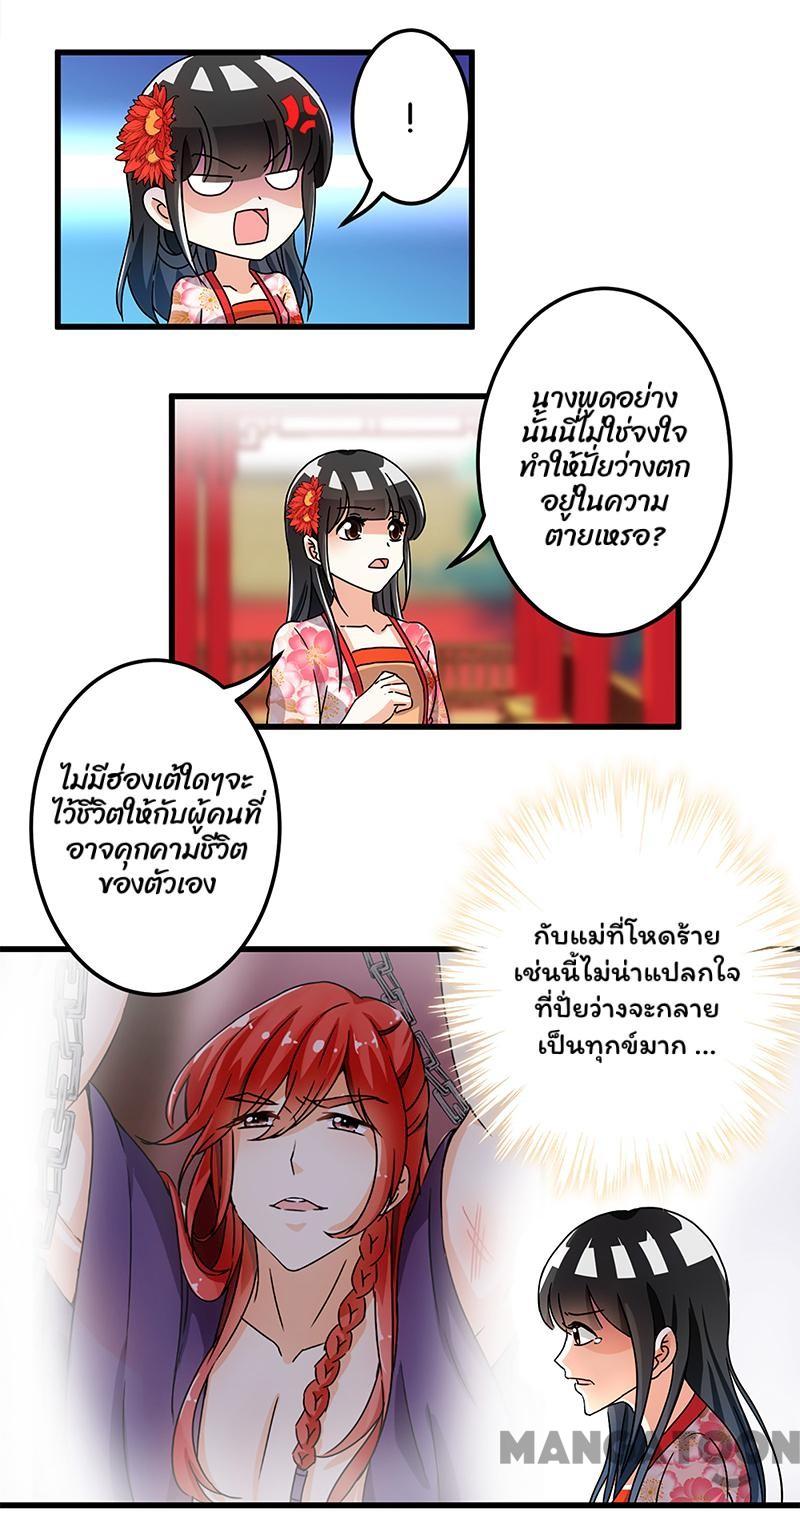 !
นางพูดอย่าง
นั้นนี่ไม่ใช่จงใจ
ทำให้ปั่ยว่างตก
อยู่ในความ
ตายเหรอ?
ไม่มีฮ่องเต้ใดๆจะ
ไว้ชีวิตให้กับผู้คนที่
อาจคุกคามชีวิต
ของตัวเอง
กับแม่ที่โหดร้าย
เช่นนี้ไม่น่าแปลกใจ
ที่ปั่ยว่างจะกลาย
เป็นทุกข์มาก ...
MANGATOON